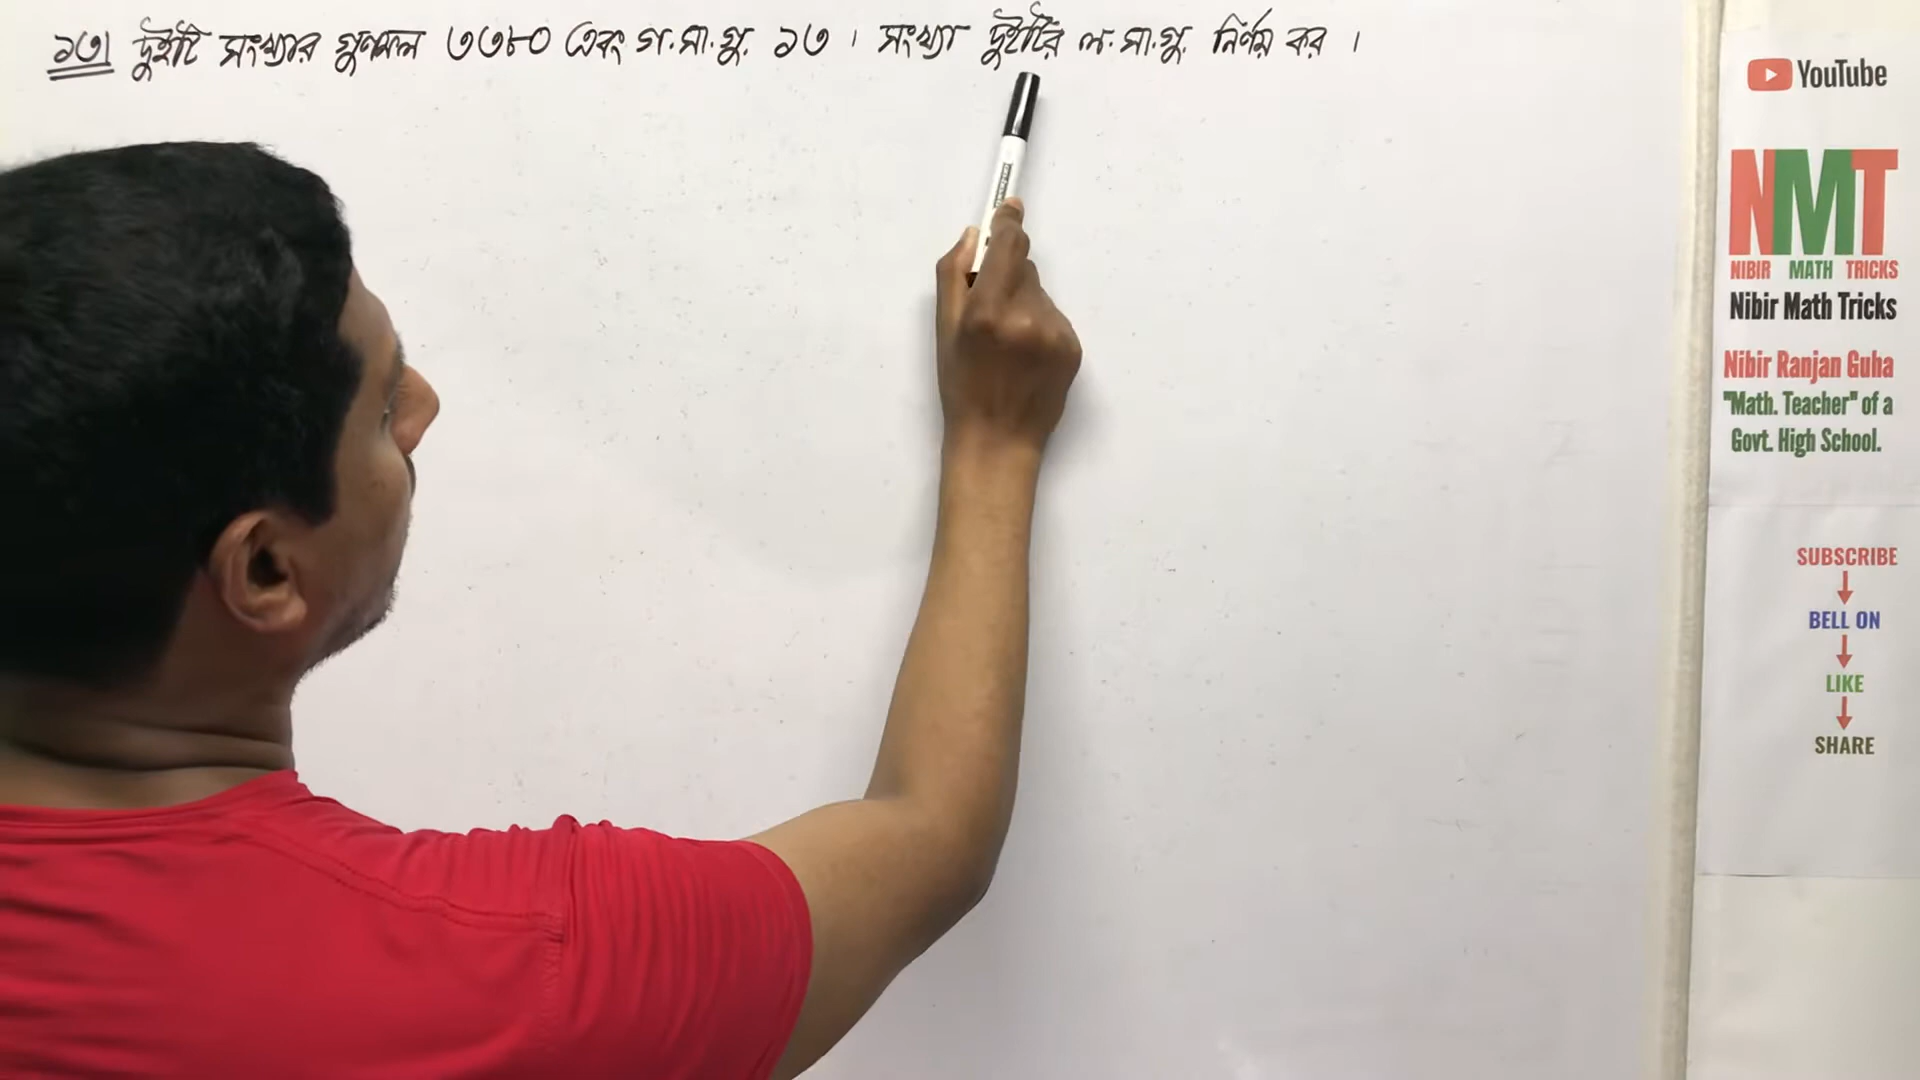 ১৩। দুইটি সংখ্যার গুণফল ৩৩৮০ এবং গ.সা.গু. ১৩ । সংখ্যা দুইটির ল.সা.গু. নির্ণয় কর ।
YouTube
NMT
NIBIR MATH TRICKS
Nibir Math Tricks
Nibir Ranjan Guha
"Math. Teacher" of a
Govt. High School.
SUBSCRIBE
BELL ON
LIKE
SHARE